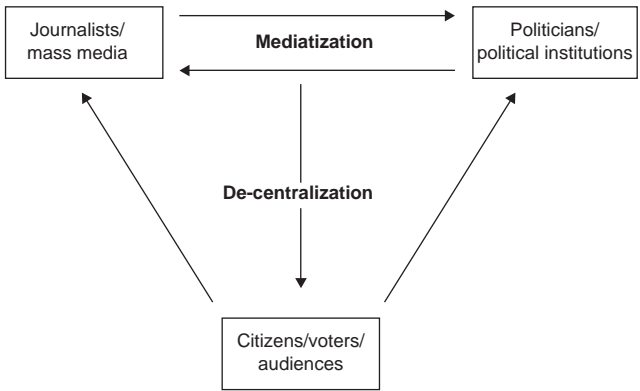 Journalists/
mass media
Mediatization
Politicians/
political institutions
De-centralization
Citizens/voters/
audiences